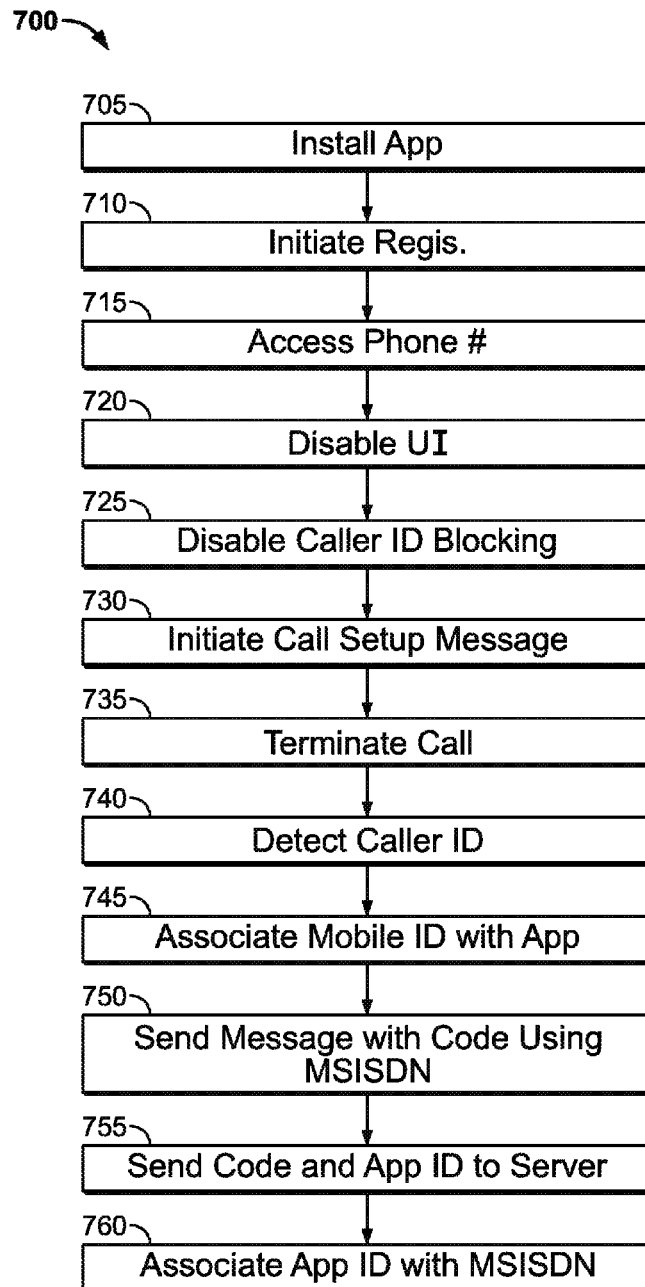 700
705
Install App
710
Initiate Regis.
715
Access Phone #
720
Disable UI
725
Disable Caller ID Blocking
730
Initiate Call Setup Message
735
Terminate Call
740
Detect Caller ID
745
Associate Mobile ID with App
750
Send Message with Code Using
MSISDN
755
Send Code and App ID to Server
760
Associate App ID with MSISDN